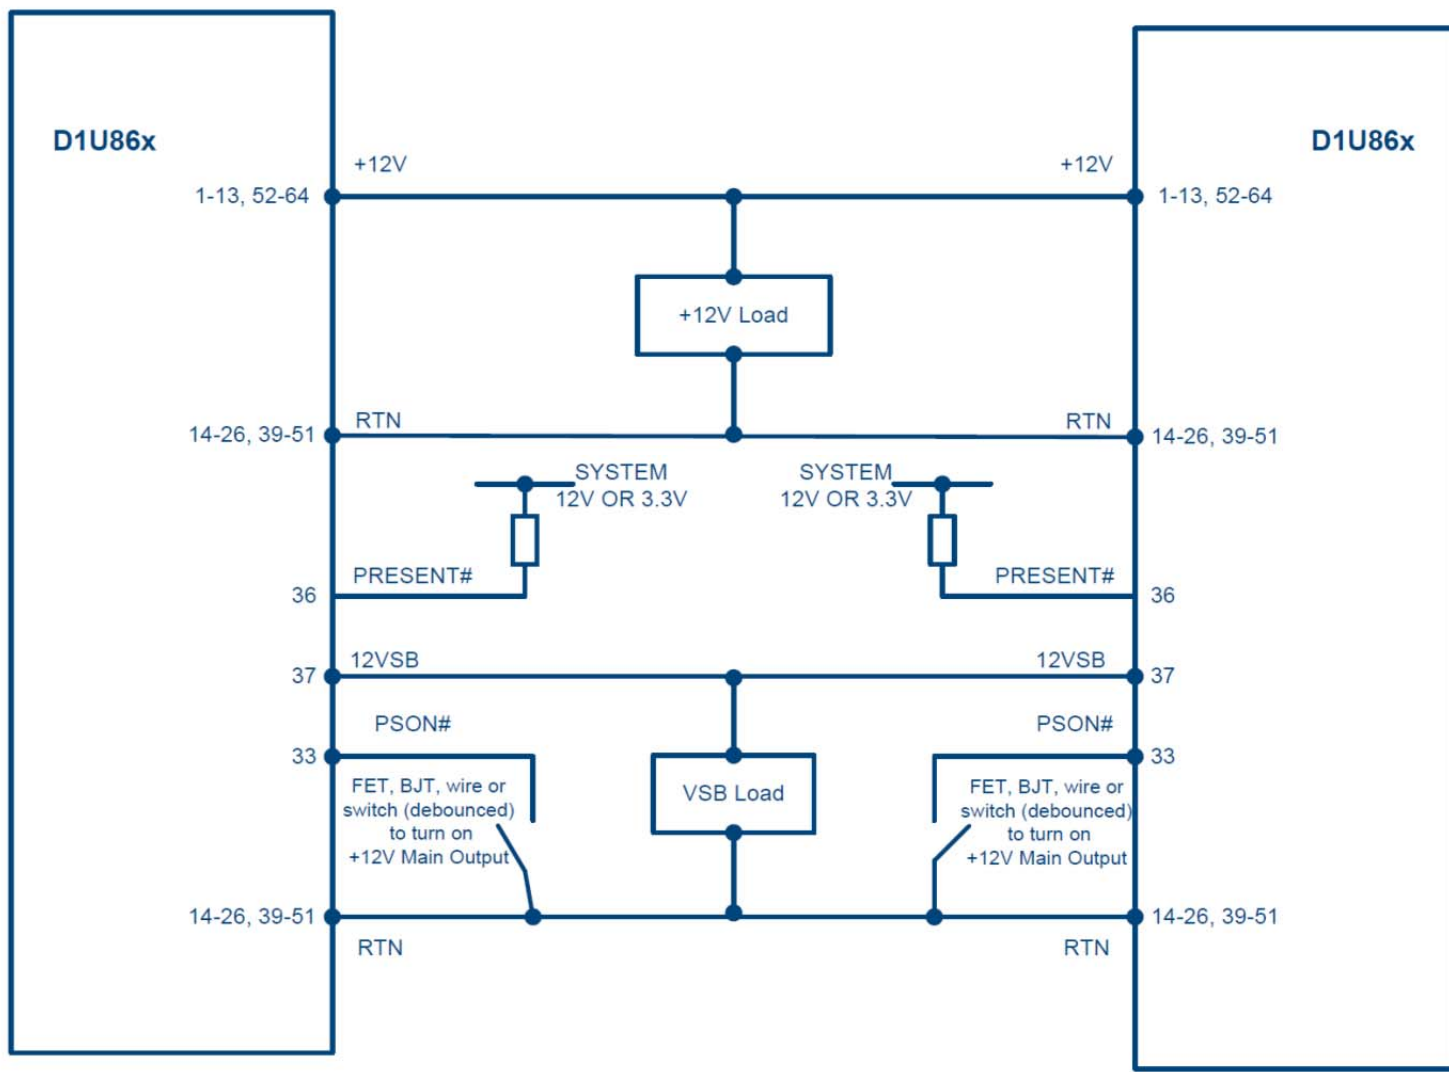 D1U86x
D1U86x
+12V
+12V
1-13, 52-64
1-13, 52-64
+12V Load
RTN
RTN
14-26, 39-51
14-26, 39-51
SYSTEM
12V OR 3.3V
SYSTEM
12V OR 3.3V
PRESENT#
PRESENT#
36
36
12VSB
12VSB
37
37
PSON#
PSON#
33
33
FET, BJT, wire or
switch (debounced)
to turn on
+12V Main Output
VSB Load
FET, BJT, wire or
switch (debounced)
to turn on
+12V Main Output
14-26, 39-51
14-26, 39-51
RTN
RTN